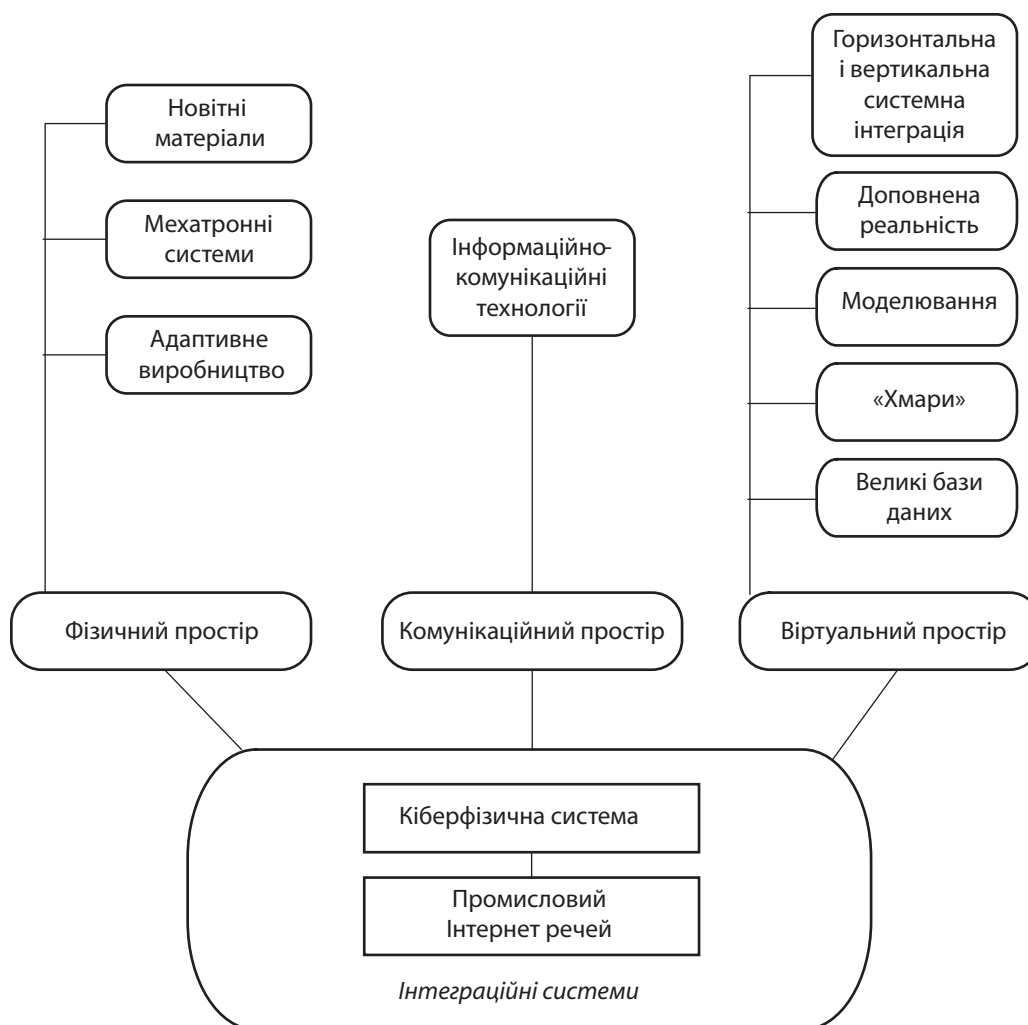 Новітні
матеріали
Мехатронні
системи
Адаптивне
виробництво
Інформаційно-
комунікаційні
технології
Горизонтальна
і вертикальна
системна
інтеграція
Доповнена
реальність
Моделювання
«Хмари»
Великі бази
даних
Фізичний простір
Комунікаційний простір
Віртуальний простір
Кіберфізична система
Промисловий
Інтернет речей
Інтеграційні системи